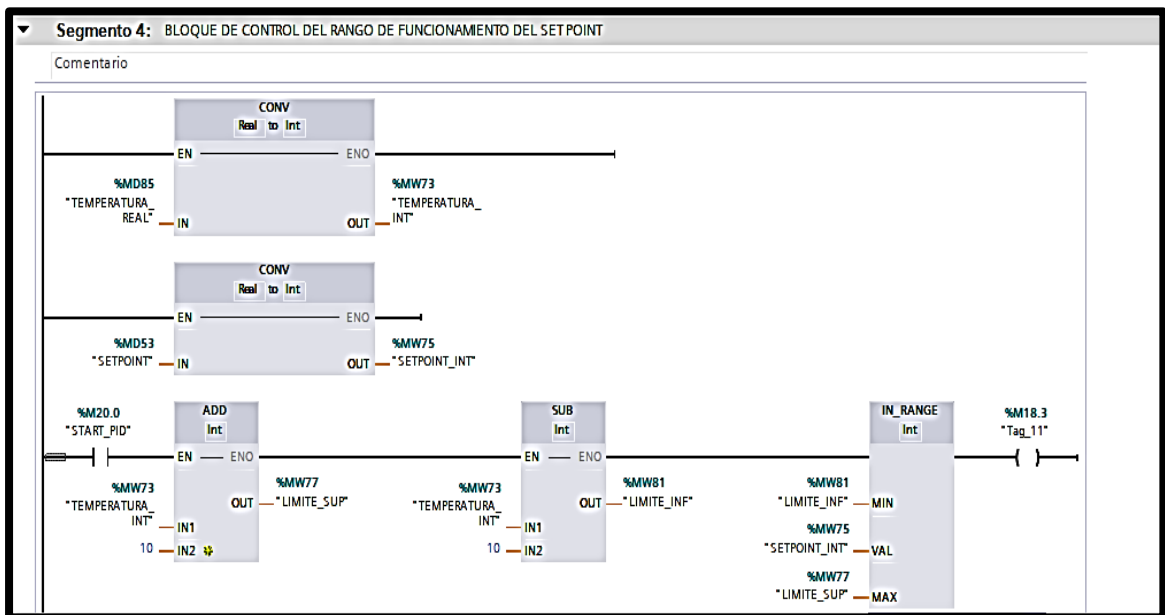 Segmento 4: BLOQUE DE CONTROL DEL RANGO DE FUNCIONAMIENTO DEL SET POINT
Comentario
CONV
Real to Int
EN ENO
%MD85
"TEMPERATURA_
REAL" IN
%MW73
"TEMPERATURA_
OUT INT"
CONV
Real to Int
EN ENO
%MD53
"SETPOINT" IN
%MW75
OUT "SETPOINT_INT"
%M20.0
"START_PID"
ADD
Int
EN ENO
%MW73
"TEMPERATURA_
INT" IN1
10 IN2
%MW77
OUT "LIMITE_SUP"
SUB
Int
EN ENO
%MW73
"TEMPERATURA_
INT" IN1
10 IN2
%MW81
OUT "LIMITE_INF"
IN_RANGE
Int
%MW81
"LIMITE_INF" MIN
%MW75
"SETPOINT_INT" VAL
%MW77
"LIMITE_SUP" MAX
%M18.3
"Tag_11"